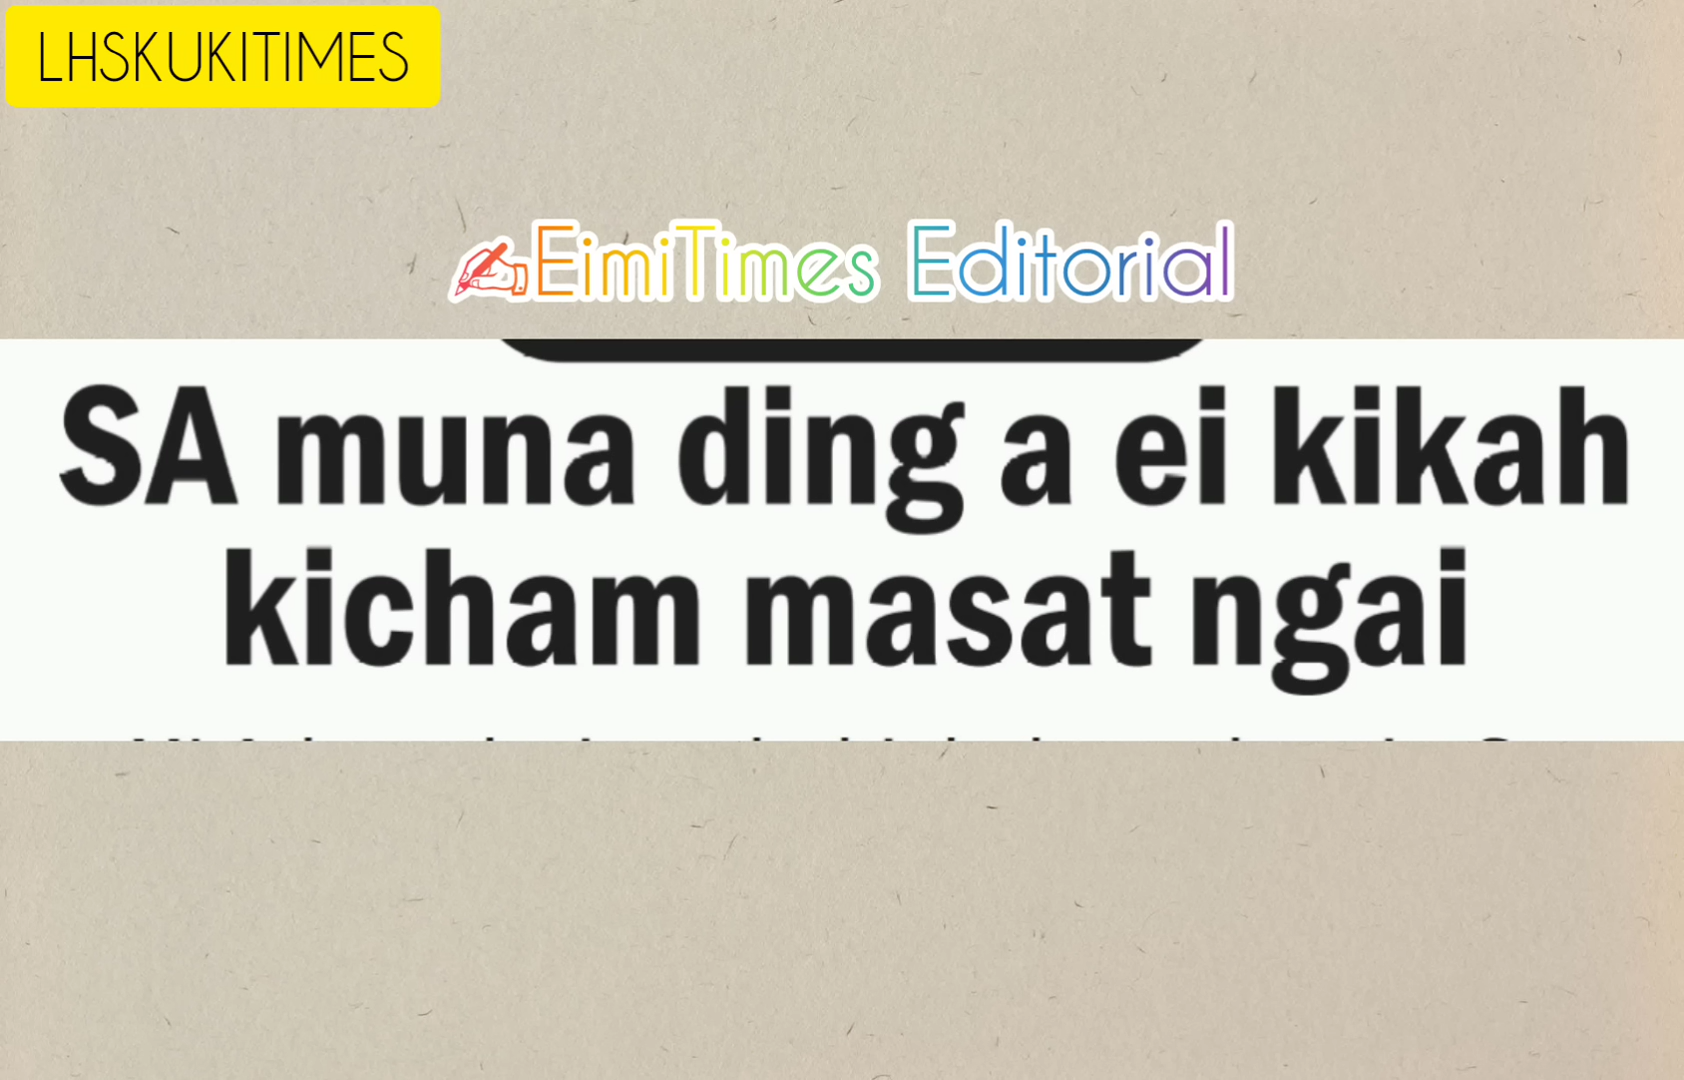 LHSKUKITIMES
EimiTimes Editorial
SA muna ding a ei kikah
kicham masat ngai